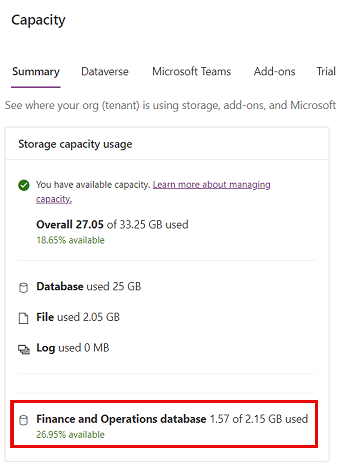 Capacity
Summary Dataverse Microsoft Teams Add-ons Trial
See where your org (tenant) is using storage, add-ons, and Microsoft
Storage capacity usage
You have available capacity. Learn more about managing
capacity.
Overall 27.05 of 33.25 GB used
18.65% available
Database used 25 GB
File used 2.05 GB
Log used 0 MB
Finance and Operations database 1.57 of 2.15 GB used
26.95% available